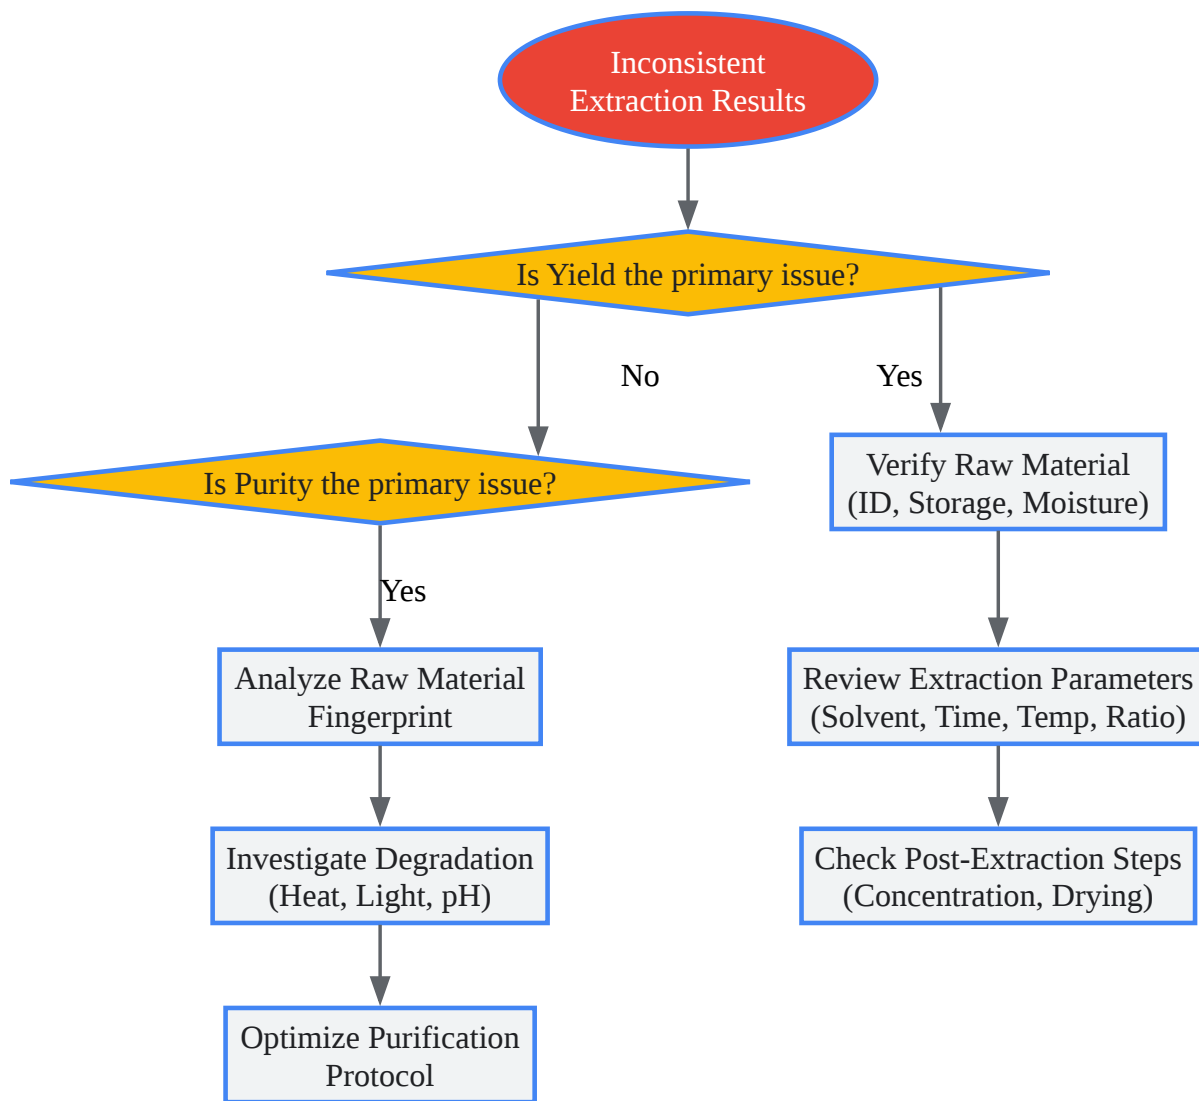 Inconsistent
Extraction Results
Is Yield the primary issue?
No
Yes
Is Purity the primary issue?
Verify Raw Material
(ID, Storage, Moisture)
Yes
Analyze Raw Material
Fingerprint
Review Extraction Parameters
(Solvent, Time, Temp, Ratio)
Investigate Degradation
(Heat, Light, pH)
Check Post-Extraction Steps
(Concentration, Drying)
Optimize Purification
Protocol